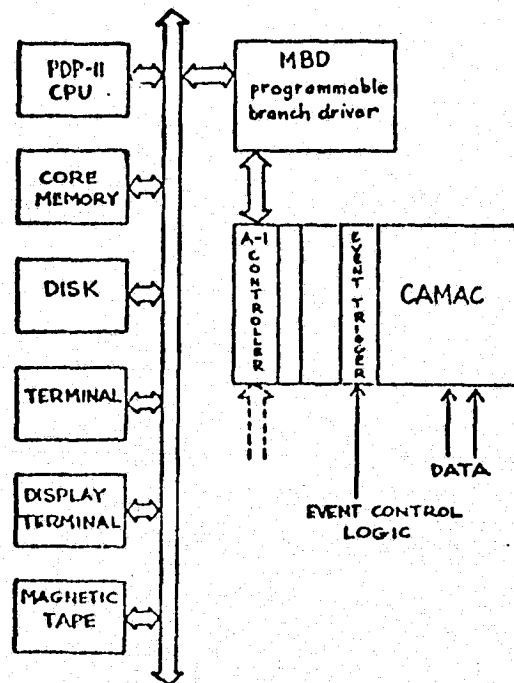 PDP-11
CPU
MBD
programmable
branch driver
CORE
MEMORY
A-1
CONTROLLER
EVENT TRIGGER
CAMAC
DISK
TERMINAL
DISPLAY
TERMINAL
DATA
EVENT CONTROL
LOGIC
MAGNETIC
TAPE